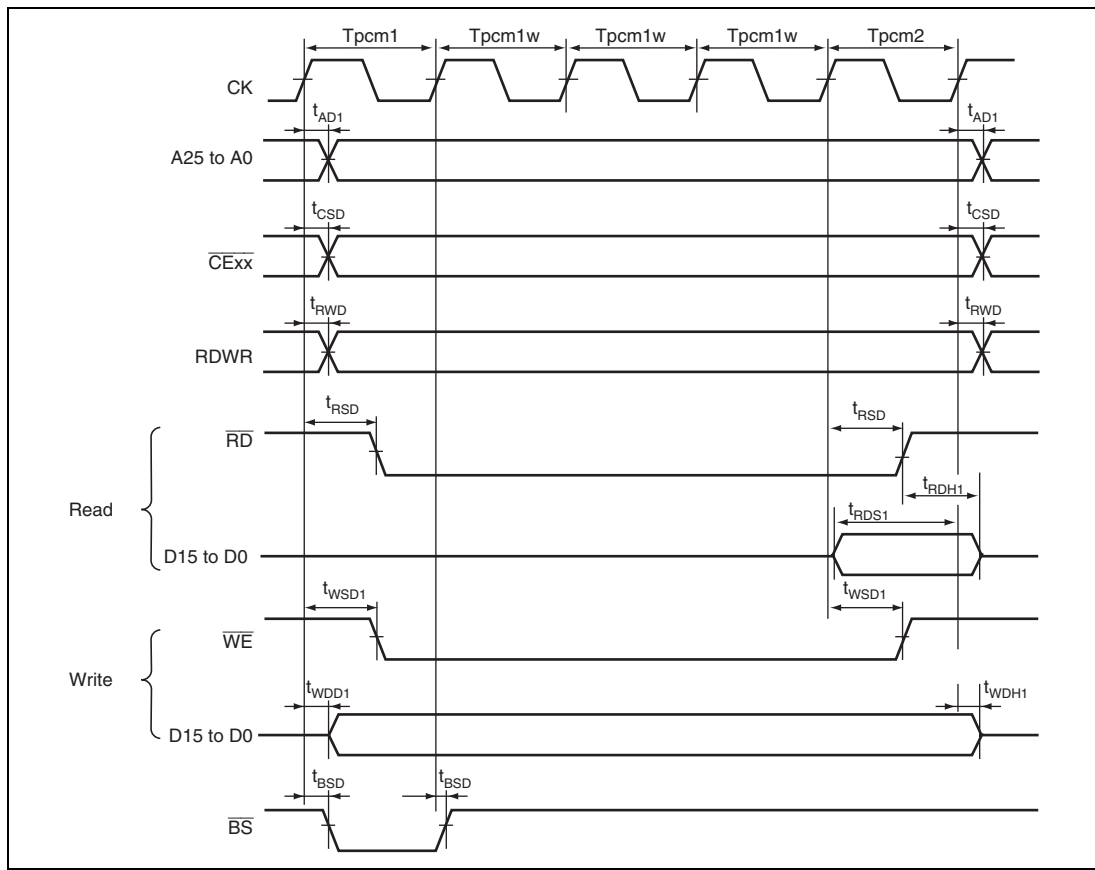 Tpcm1 Tpcm1w Tpcm1w Tpcm1w Tpcm2
CK
tAD1 tAD1
A25 to A0
tCSD tCSD
CExx
tRWD tRWD
RDWR
tRSD tRSD
RD
tRDH1
Read
tRDS1
D15 to D0
tWSD1 tWSD1
WE
Write
tWDD1 tWDH1
D15 to D0
tBSD tBSD
BS